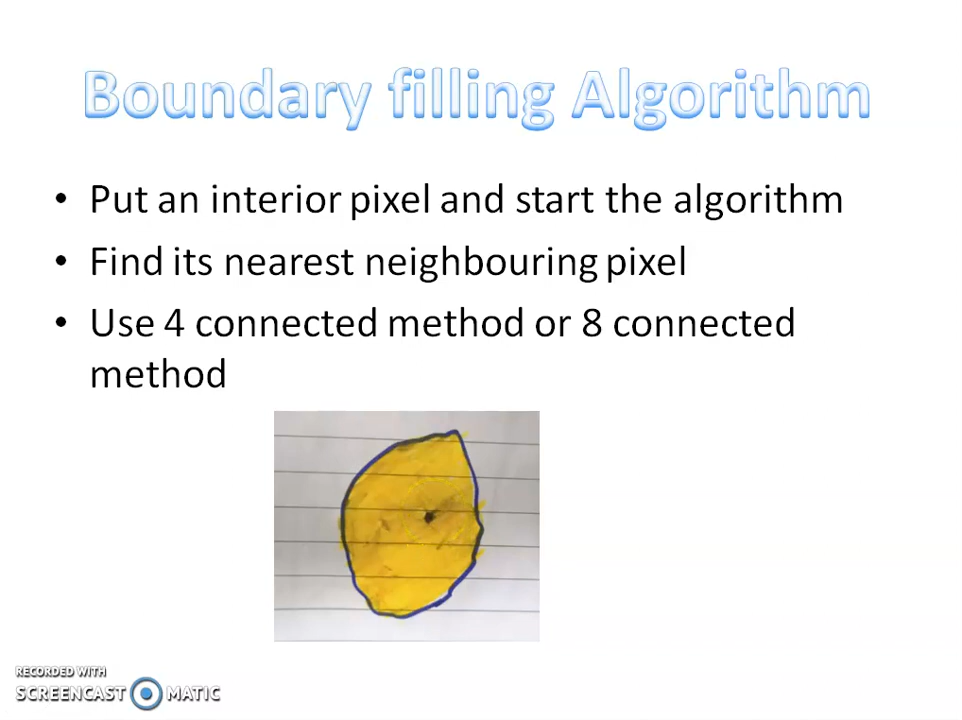 Boundary filling Algorithm
• Put an interior pixel and start the algorithm
• Find its nearest neighbouring pixel
• Use 4 connected method or 8 connected
method
RECORDED WITH
SCREENCAST MATIC